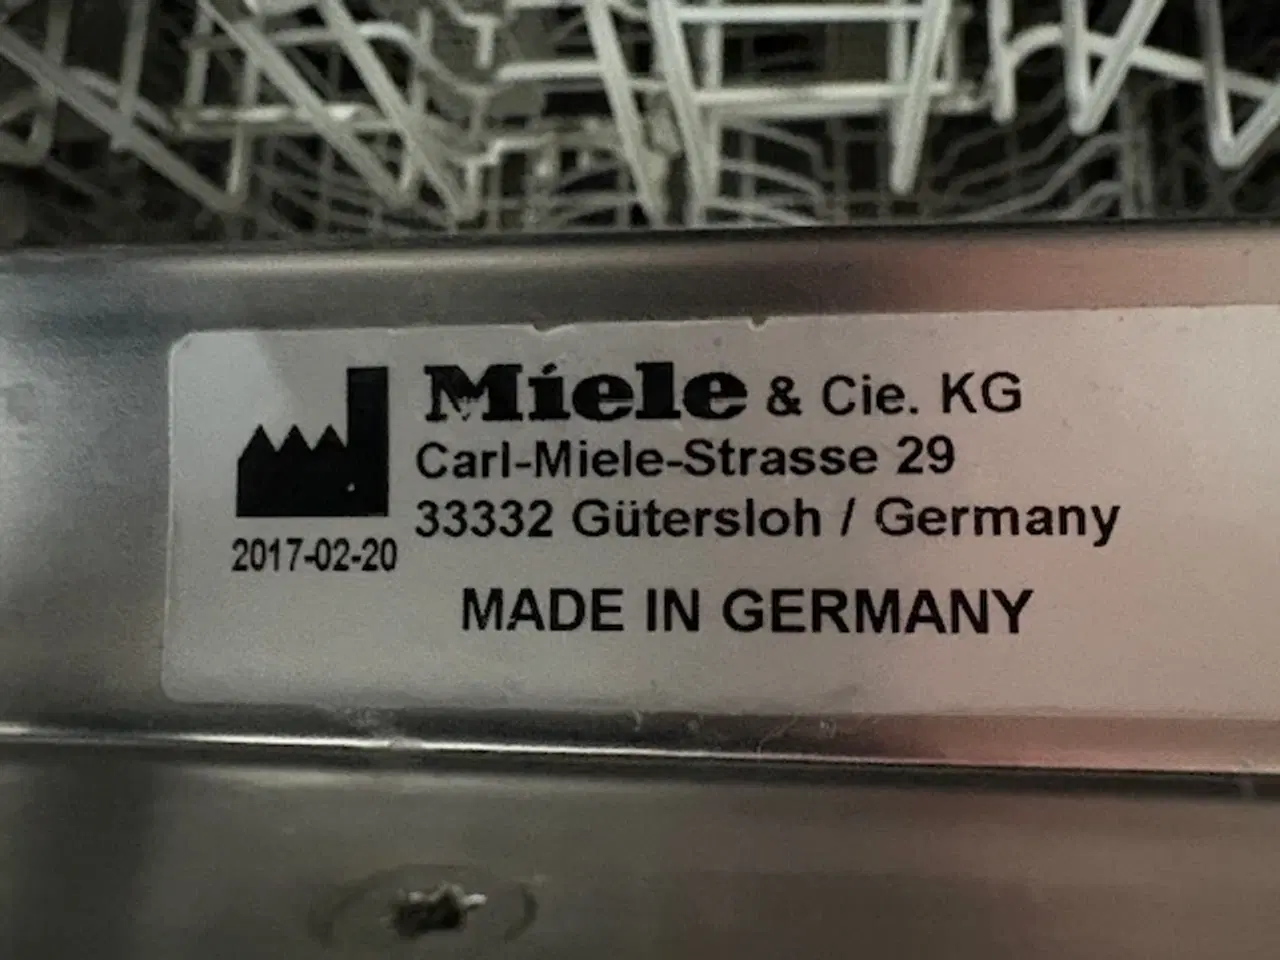 Miele & Cie. KG
Carl-Miele-Strasse 29
33332 Gütersloh / Germany
2017-02-20
MADE IN GERMANY